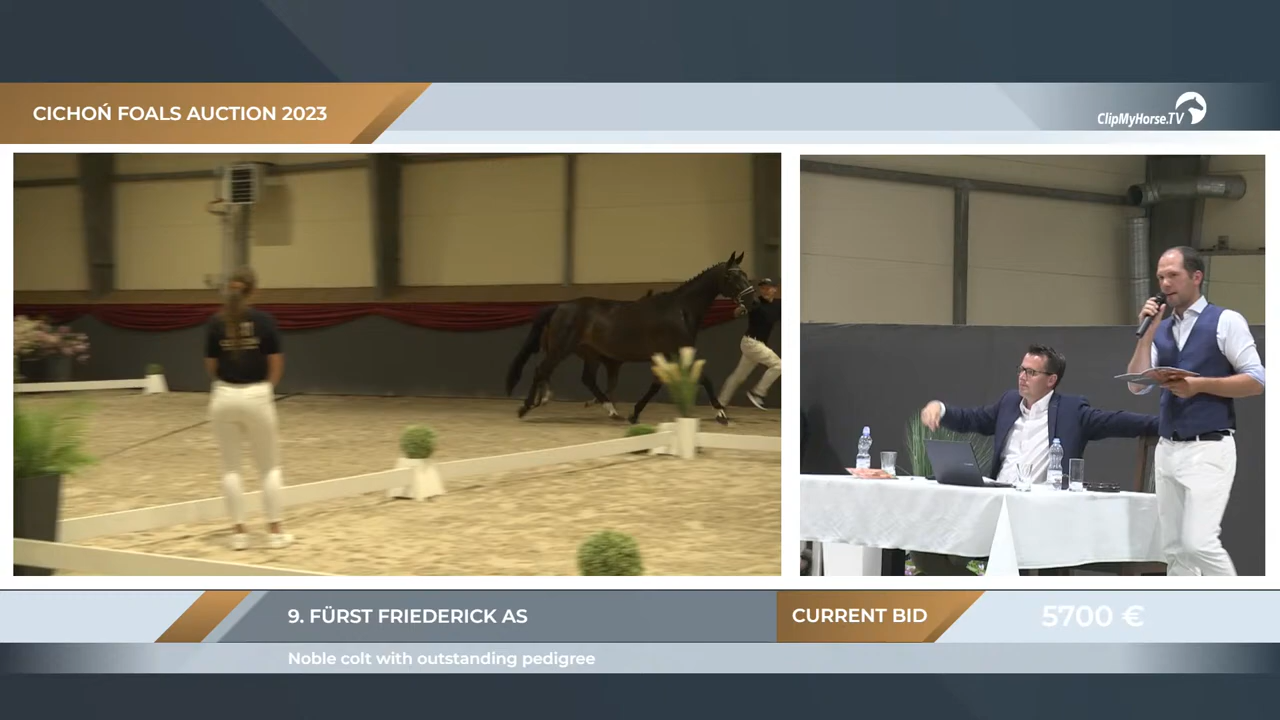 CICHOŃ FOALS AUCTION 2023
ClipMyHorse.TV
9. FÜRST FRIEDERICK AS
CURRENT BID
5700 €
Noble colt with outstanding pedigree